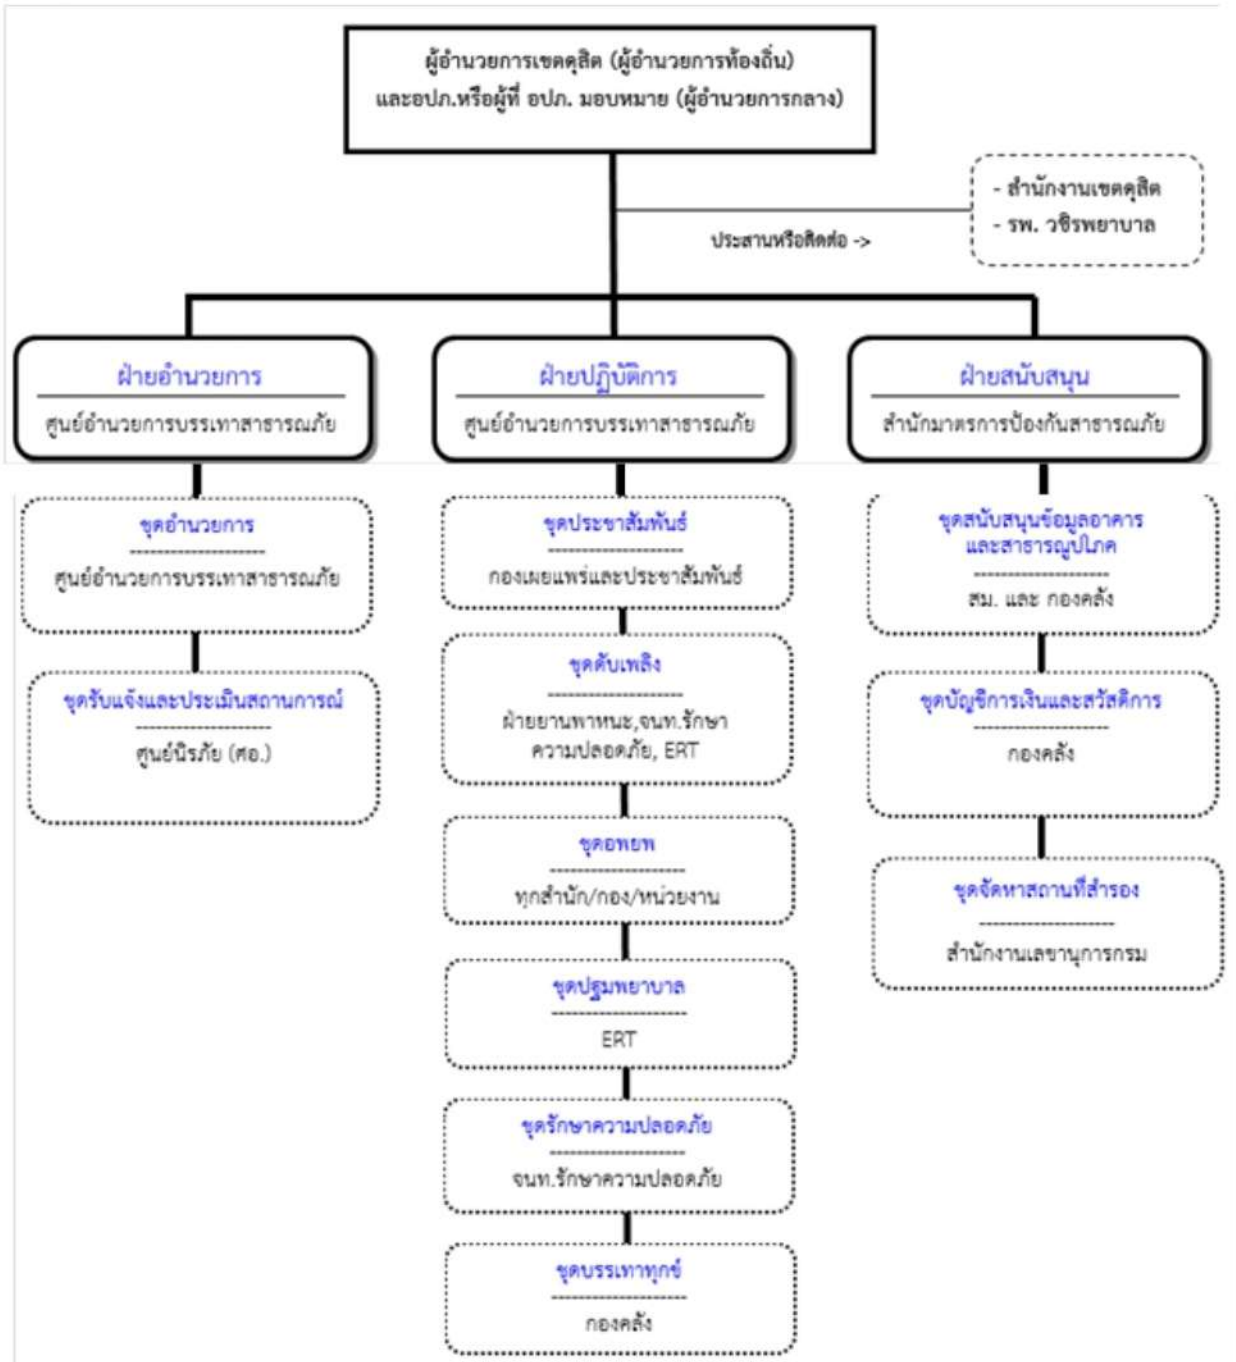 ผู้อำนวยการเขตดุสิต (ผู้อำนวยการท้องถิ่น)
และอปภ.หรือผู้ที่ อปภ. มอบหมาย (ผู้อำนวยการกลาง)
- สำนักงานเขตดุสิต
- รพ. วชิรพยาบาล
ประสานหรือติดต่อ ->
ฝ่ายอำนวยการ
ศูนย์อำนวยการบรรเทาสาธารณภัย
ชุดอำนวยการ
ศูนย์อำนวยการบรรเทาสาธารณภัย
ชุดรับแจ้งและประเมินสถานการณ์
ศูนย์นิรภัย (ศอ.)
ฝ่ายปฏิบัติการ
ศูนย์อำนวยการบรรเทาสาธารณภัย
ชุดประชาสัมพันธ์
กองเผยแพร่และประชาสัมพันธ์
ชุดดับเพลิง
ฝ่ายยานพาหนะ,จนท.รักษา
ความปลอดภัย, ERT
ชุดอพยพ
ทุกสำนัก/กอง/หน่วยงาน
ชุดปฐมพยาบาล
ERT
ชุดรักษาความปลอดภัย
จนท.รักษาความปลอดภัย
ชุดบรรเทาทุกข์
กองคลัง
ฝ่ายสนับสนุน
สำนักมาตรการป้องกันสาธารณภัย
ชุดสนับสนุนข้อมูลอาคาร
และสาธารณูปโภค
สม. และ กองคลัง
ชุดบัญชีการเงินและสวัสดิการ
กองคลัง
ชุดจัดหาสถานที่สำรอง
สำนักงานเลขานุการกรม